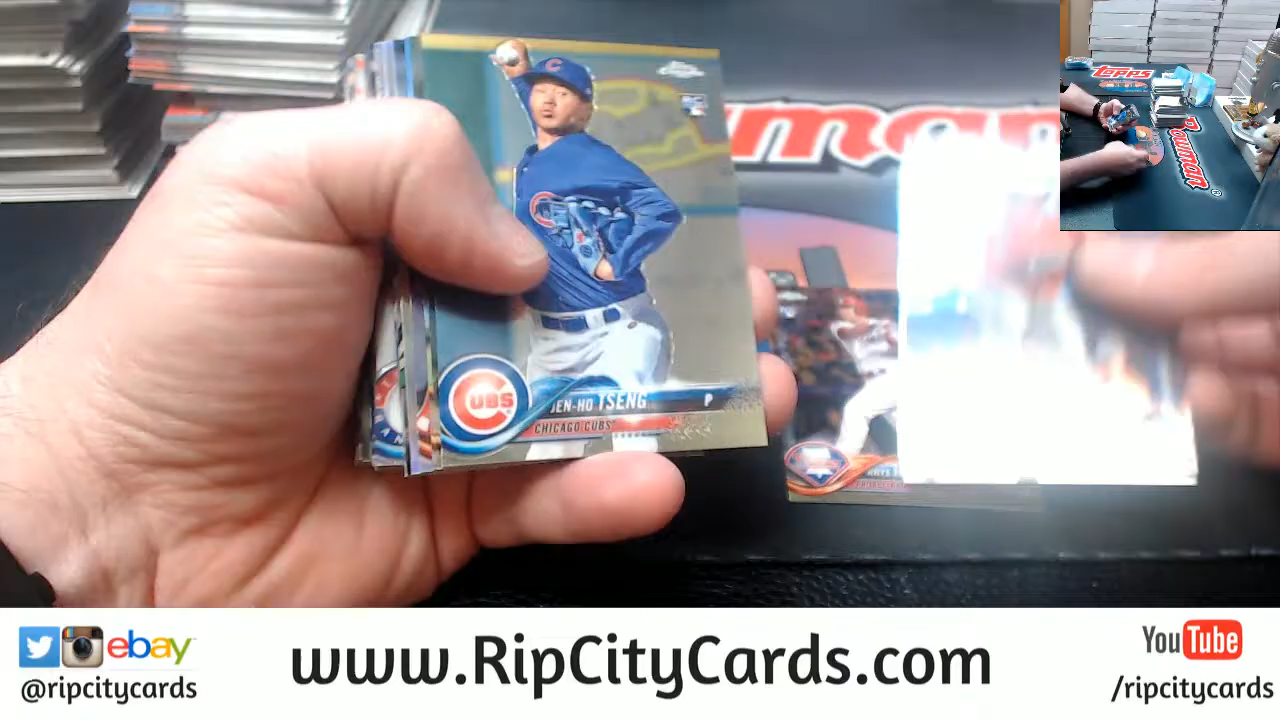 topps
Bowman
CUBS
JEN-HO TSENG P
CHICAGO CUBS
ebay
@ripcitycards
www.RipCityCards.com
YouTube
/ripcitycards